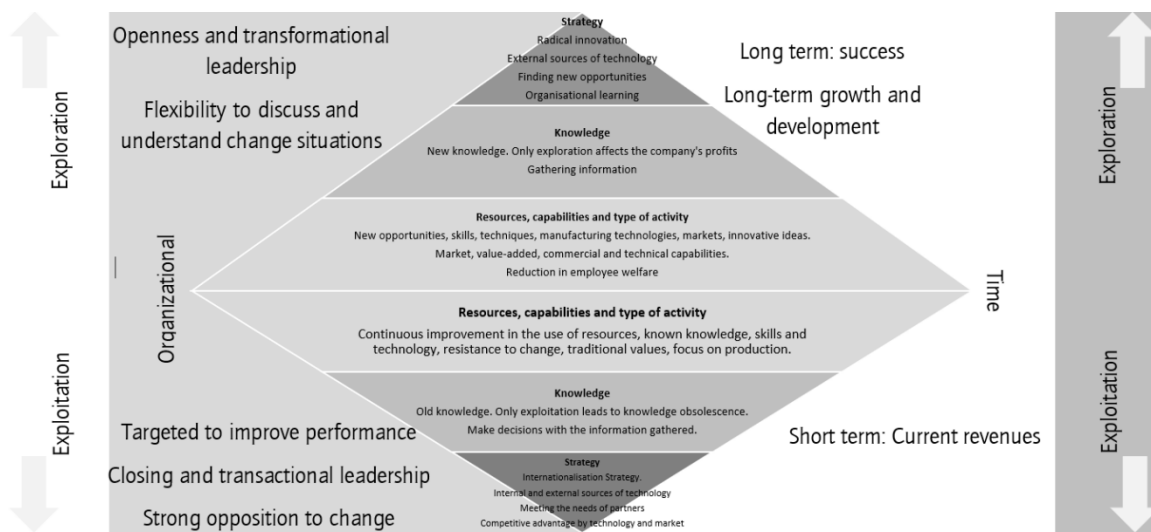 Strategy
Radical innovation
External sources of technology
Finding new opportunities
Organisational learning
Openness and transformational
leadership
Flexibility to discuss and
understand change situations
Long term: success
Long-term growth and
development
Exploration
Exploration
Knowledge
New knowledge. Only exploration affects the company's profits
Gathering information
Resources, capabilities and type of activity
New opportunities, skills, techniques, manufacturing technologies, markets, innovative ideas.
Market, value-added, commercial and technical capabilities.
Reduction in employee welfare
Organizational
Time
Resources, capabilities and type of activity
Continuous improvement in the use of resources, known knowledge, skills and
technology, resistance to change, traditional values, focus on production.
Exploitation
Exploitation
Knowledge
Old knowledge. Only exploitation leads to knowledge obsolescence.
Make decisions with the information gathered.
Targeted to improve performance
Closing and transactional leadership
Strong opposition to change
Short term: Current revenues
Strategy
Internationalisation Strategy.
Internal and external sources of technology
Meeting the needs of partners
Competitive advantage by technology and market